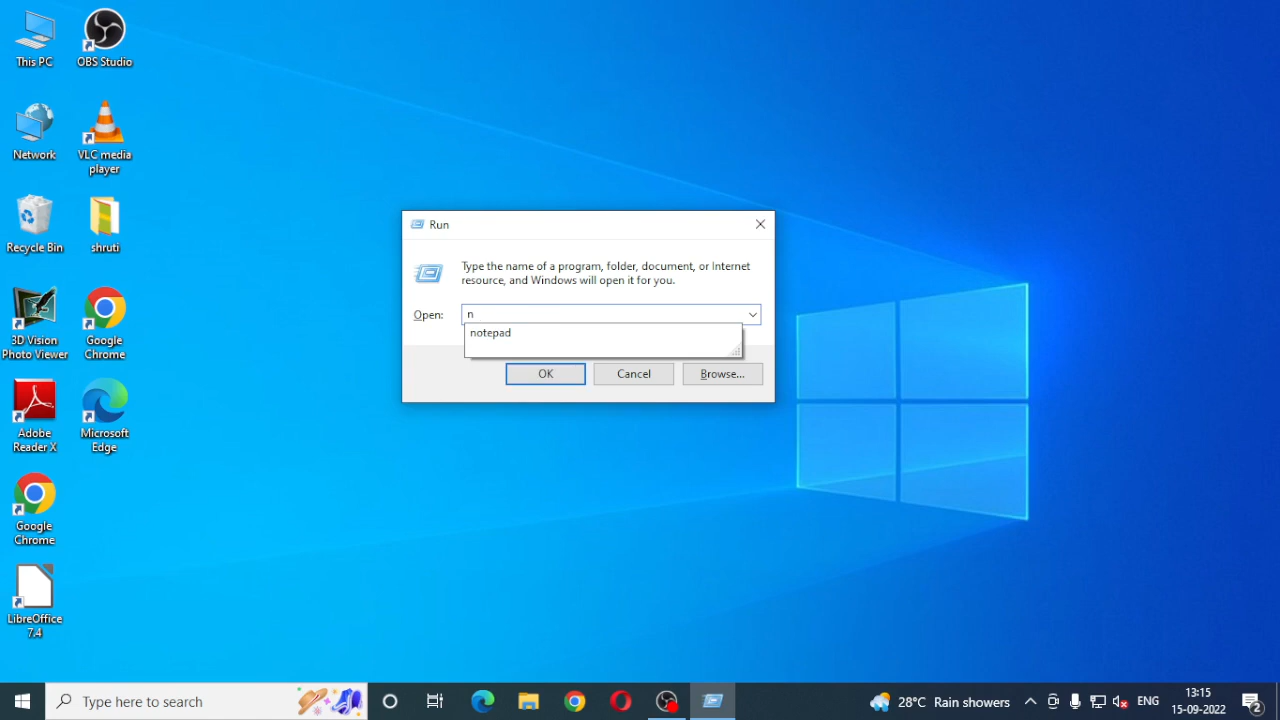 This PC
OBS Studio
Network
VLC media
player
Recycle Bin
shruti
3D Vision
Photo Viewer
Google
Chrome
Adobe
Reader X
Microsoft
Edge
Google
Chrome
LibreOffice
7.4
Run
Type the name of a program, folder, document, or Internet
resource, and Windows will open it for you.
Open:
n
notepad
OK
Cancel
Browse...
Type here to search
28°C Rain showers
ENG
13:15
15-09-2022
2